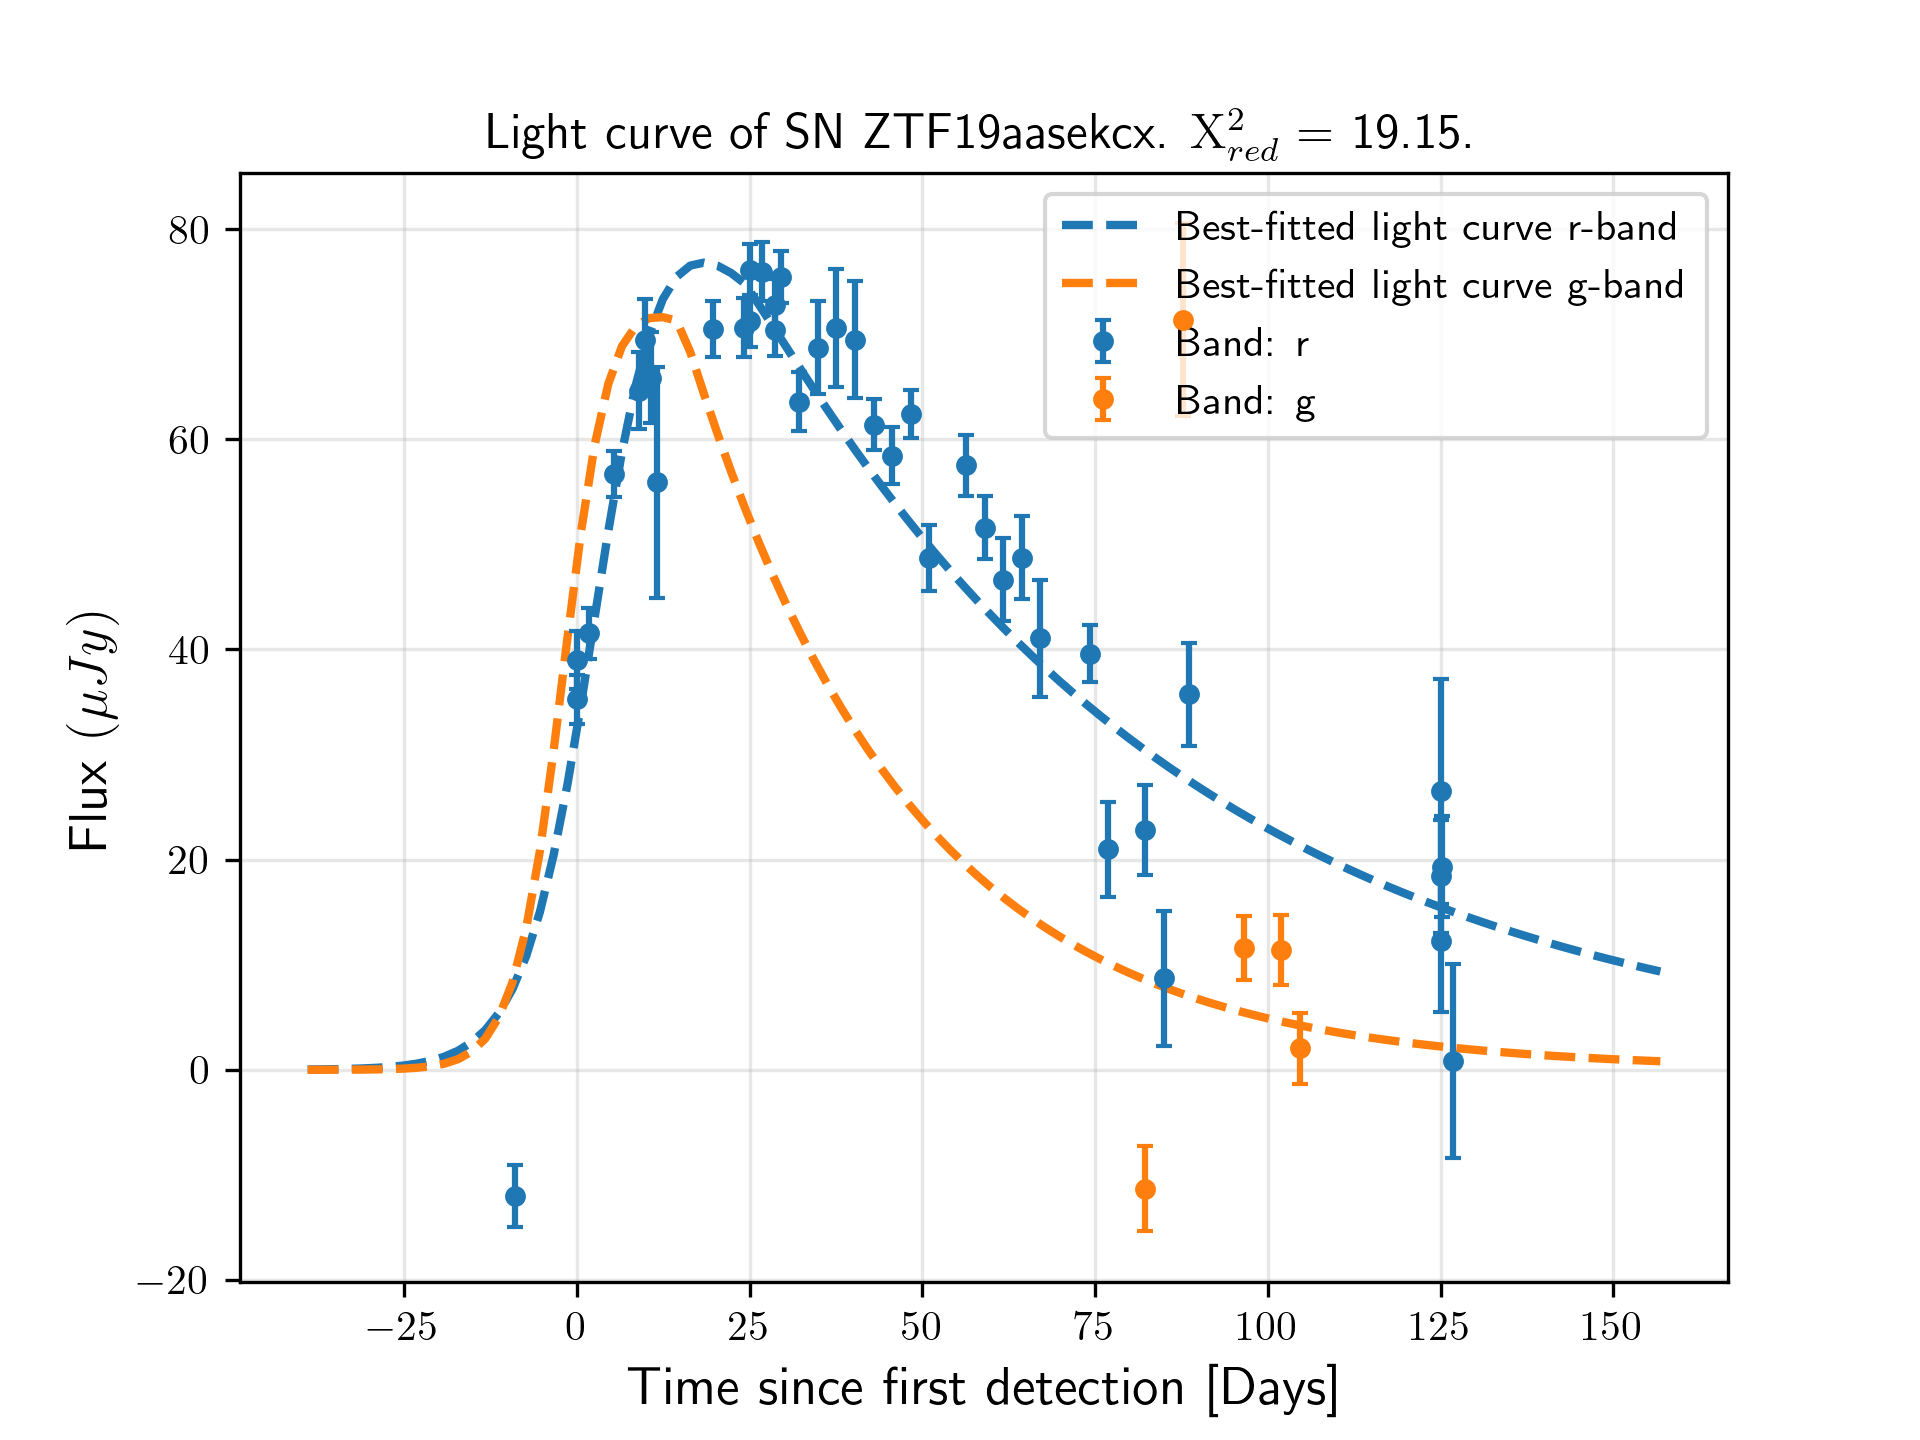 Light curve of SN ZTF19aasekcx. X²_red = 19.15.
Best-fitted light curve r-band
Best-fitted light curve g-band
Band: r
Band: g
80
60
40
20
0
−20
Flux (μJy)
−25 0 25 50 75 100 125 150
Time since first detection [Days]